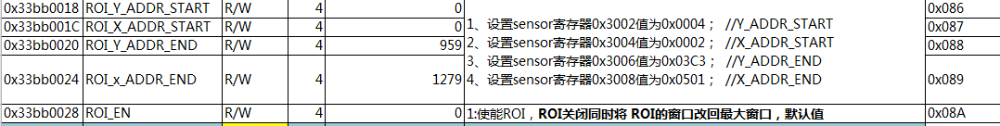 0x33bb0018 ROI_Y_ADDR_START R/W 4 0 0x086
0x33bb001C ROI_X_ADDR_START R/W 4 0 0x087
0x33bb0020 ROI_Y_ADDR_END R/W 4 959 0x088
0x33bb0024 ROI_x_ADDR_END R/W 4 1279 0x089
1、设置sensor寄存器0x3002值为0x0004； //Y_ADDR_START
2、设置sensor寄存器0x3004值为0x0002； //X_ADDR_START
3、设置sensor寄存器0x3006值为0x03C3； //Y_ADDR_END
4、设置sensor寄存器0x3008值为0x0501； //X_ADDR_END
0x33bb0028 ROI_EN R/W 4 0 1:使能ROI，ROI关闭同时将 ROI的窗口改回最大窗口，默认值 0x08A